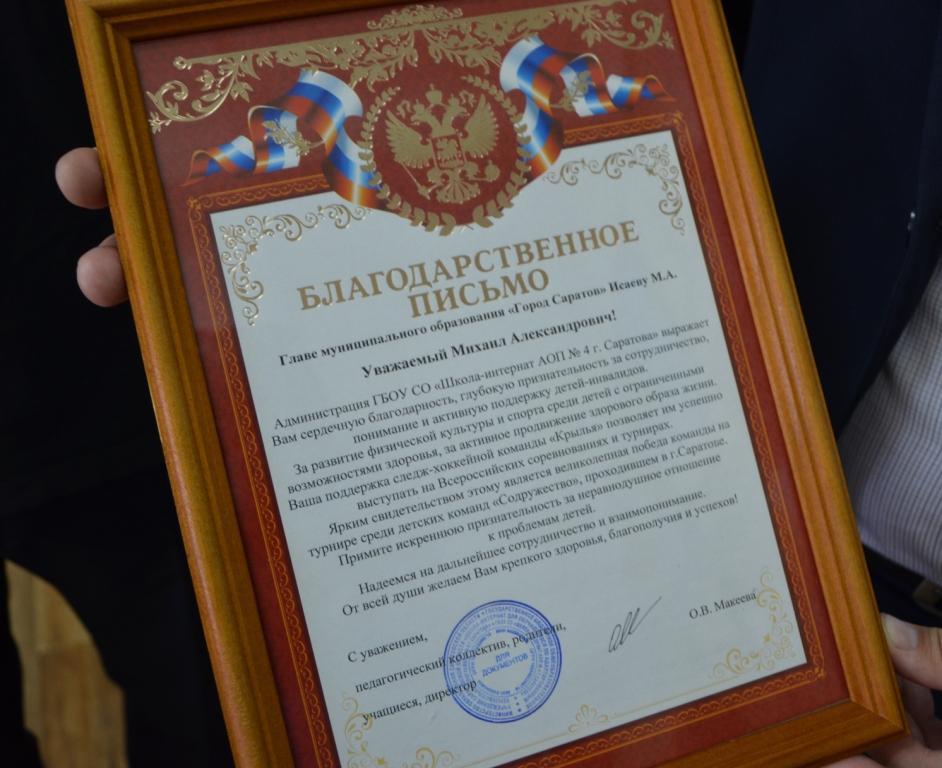 БЛАГОДАРСТВЕННОЕ
ПИСЬМО
Главе муниципального образования «Город Саратов» Исаеву М.А.
Уважаемый Михаил Александрович!
Администрация ГБОУ СО «Школа-интернат АОП № 4 г. Саратова» выражает
Вам сердечную благодарность, глубокую признательность за сотрудничество,
понимание и активную поддержку детей-инвалидов.
За развитие физической культуры и спорта среди детей с ограниченными
возможностями здоровья, за активное продвижение здорового образа жизни.
Ваша поддержка следж-хоккейной команды «Крылья» позволяет им успешно
выступать на Всероссийских соревнованиях и турнирах.
Ярким свидетельством этому является великолепная победа команды на
турнире среди детских команд «Содружество», проходившем в г.Саратове.
Примите искреннюю признательность за неравнодушное отношение
к проблемам детей.
Надеемся на дальнейшее сотрудничество и взаимопонимание.
От всей души желаем Вам крепкого здоровья, благополучия и успехов!
С уважением,
педагогический коллектив, родители,
учащиеся, директор
О.В. Макеева
ДЛЯ
ДОКУМЕНТОВ